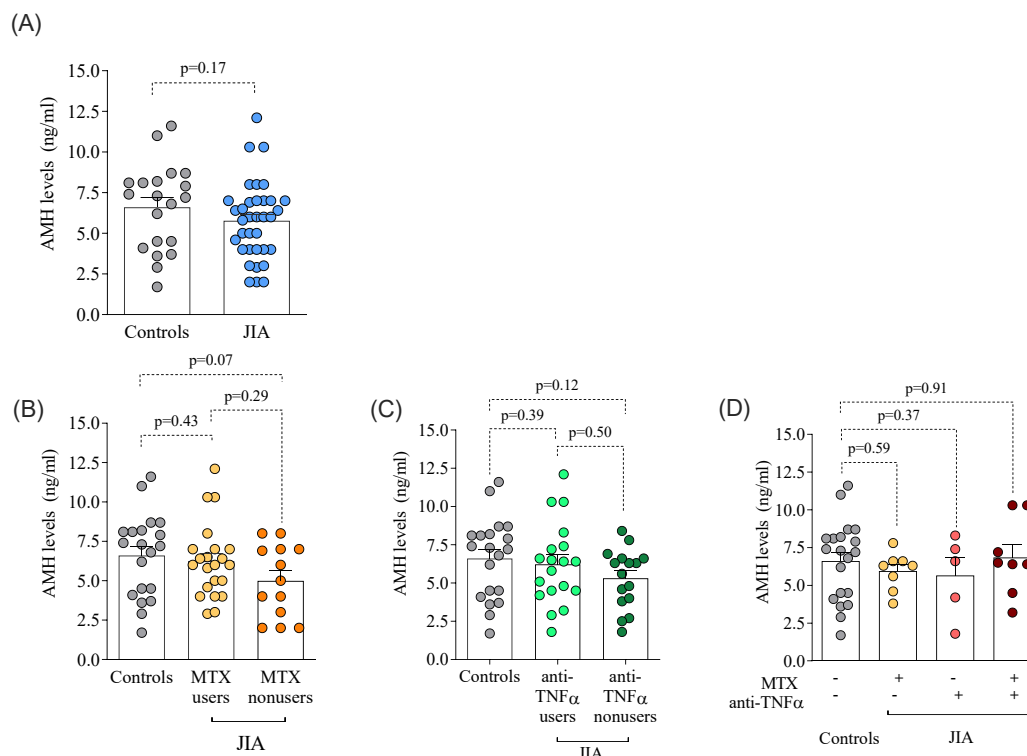 (A)
p=0.17
AMH levels (ng/ml)
15.0
12.5
10.0
7.5
5.0
2.5
0.0
Controls JIA
(B)
p=0.07
p=0.43
p=0.29
AMH levels (ng/ml)
15.0
12.5
10.0
7.5
5.0
2.5
0.0
Controls MTX MTX
users nonusers
JIA
(C)
p=0.12
p=0.39
p=0.50
AMH levels (ng/ml)
15.0
12.5
10.0
7.5
5.0
2.5
0.0
Controls anti- anti-
TNFα TNFα
users nonusers
JIA
(D)
p=0.91
p=0.37
p=0.59
AMH levels (ng/ml)
15.0
12.5
10.0
7.5
5.0
2.5
0.0
MTX - + - +
anti-TNFα - - + +
Controls JIA